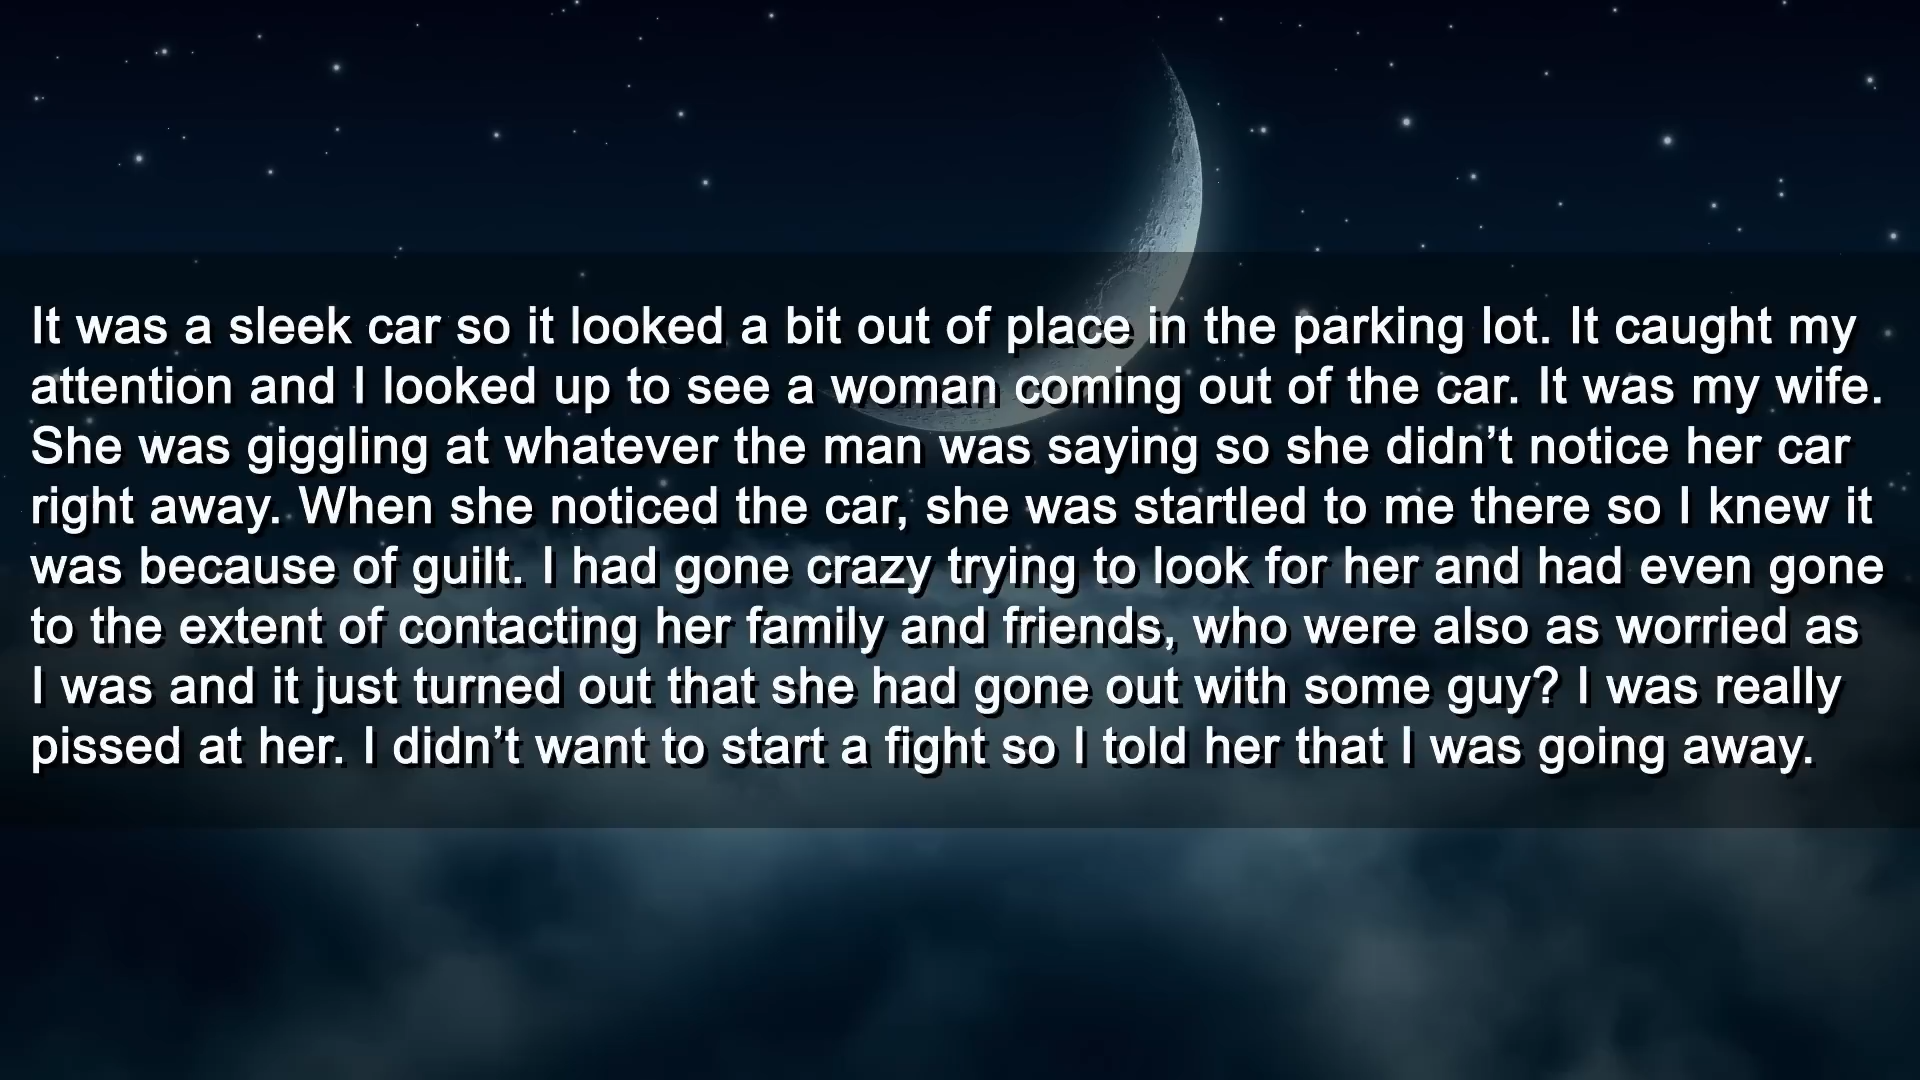 It was a sleek car so it looked a bit out of place in the parking lot. It caught my
attention and I looked up to see a woman coming out of the car. It was my wife.
She was giggling at whatever the man was saying so she didn’t notice her car
right away. When she noticed the car, she was startled to me there so I knew it
was because of guilt. I had gone crazy trying to look for her and had even gone
to the extent of contacting her family and friends, who were also as worried as
I was and it just turned out that she had gone out with some guy? I was really
pissed at her. I didn’t want to start a fight so I told her that I was going away.